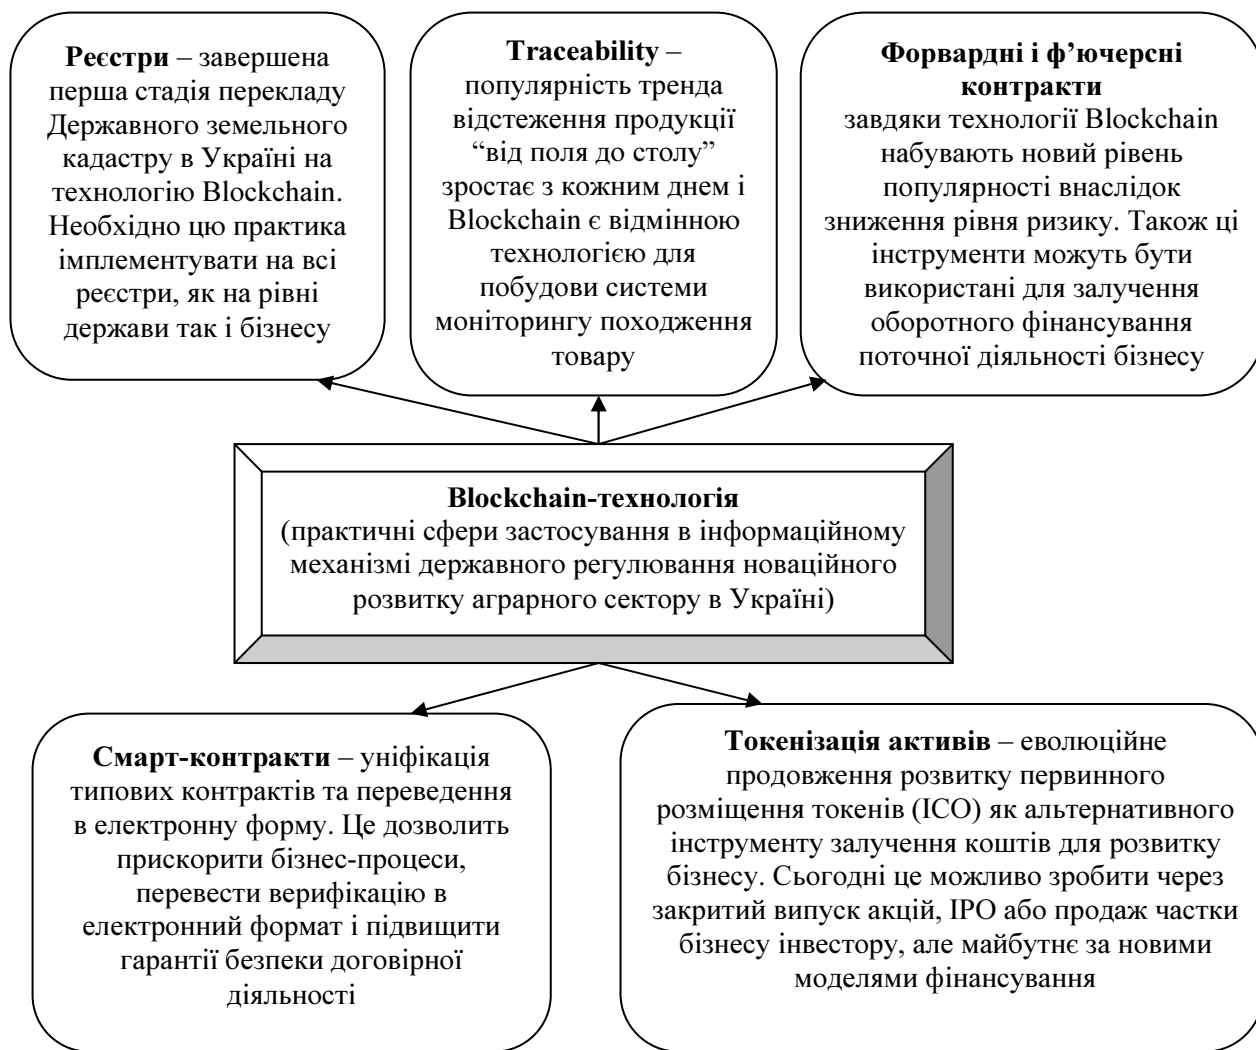 Реєстри – завершена
перша стадія перекладу
Державного земельного
кадастру в Україні на
технологію Blockchain.
Необхідно цю практика
імплементувати на всі
реєстри, як на рівні
держави так і бізнесу
Traceability –
популярність тренда
відстеження продукції
“від поля до столу”
зростає з кожним днем і
Blockchain є відмінною
технологією для
побудови системи
моніторингу походження
товару
Форвардні і ф’ючерсні
контракти
завдяки технології Blockchain
набувають новий рівень
популярності внаслідок
зниження рівня ризику. Також ці
інструменти можуть бути
використані для залучення
оборотного фінансування
поточної діяльності бізнесу
Blockchain-технологія
(практичні сфери застосування в інформаційному
механізмі державного регулювання новаційного
розвитку аграрного сектору в Україні)
Смарт-контракти – уніфікація
типових контрактів та переведення
в електронну форму. Це дозволить
прискорити бізнес-процеси,
перевести верифікацію в
електронний формат і підвищити
гарантії безпеки договірної
діяльності
Токенізація активів – еволюційне
продовження розвитку первинного
розміщення токенів (ICO) як альтернативного
інструменту залучення коштів для розвитку
бізнесу. Сьогодні це можливо зробити через
закритий випуск акцій, IPO або продаж частки
бізнесу інвестору, але майбутнє за новими
моделями фінансування